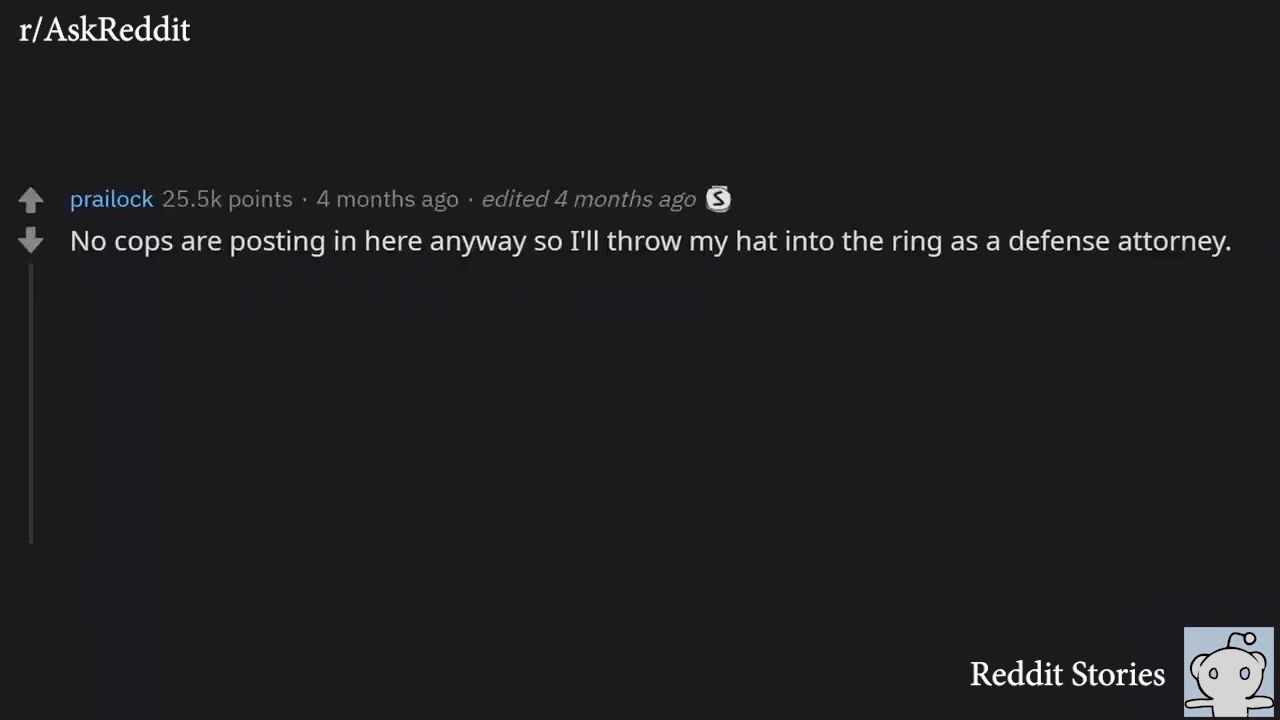 r/AskReddit
prailock 25.5k points · 4 months ago · edited 4 months ago S
No cops are posting in here anyway so I'll throw my hat into the ring as a defense attorney.
Reddit Stories